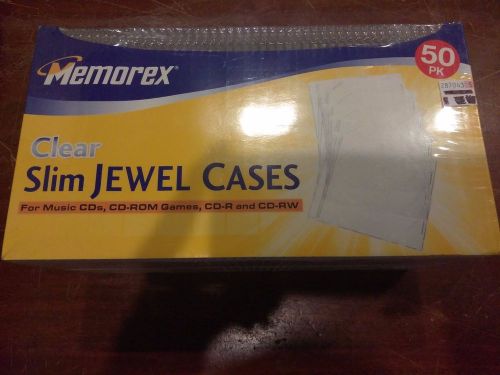 Memorex®
50
PK
Clear
Slim JEWEL CASES
For Music CDs, CD-ROM Games, CD-R and CD-RW